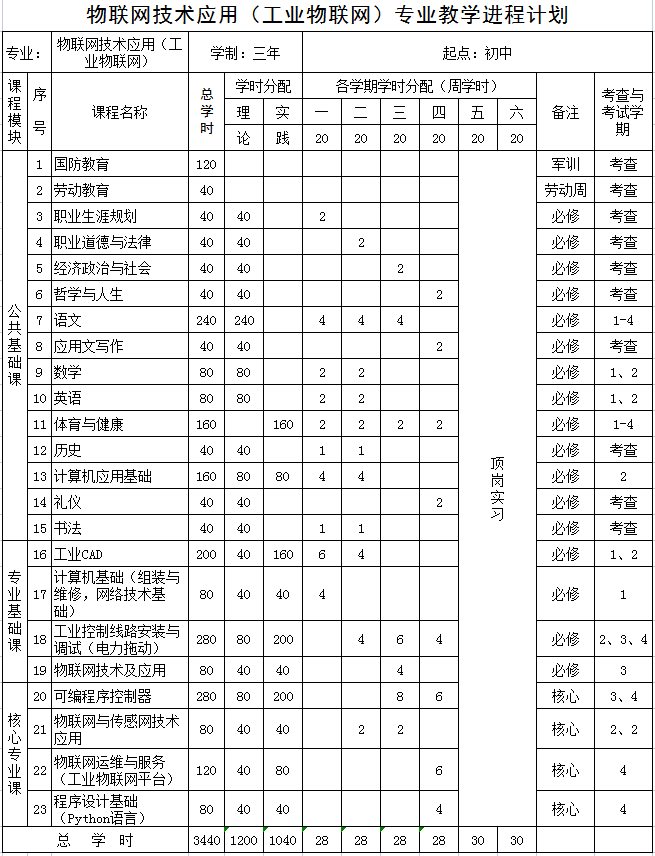 物联网技术应用（工业物联网）专业教学进程计划
专业： 物联网技术应用（工业物联网） 学制：三年 起点：初中
课程模块 序号 课程名称 总学时 学时分配 各学期学时分配（周学时） 备注 考查与考试学期
理论 实践 一 二 三 四 五 六
20 20 20 20 20 20
公共基础课
1 国防教育 120 军训 考查
2 劳动教育 40 劳动周 考查
3 职业生涯规划 40 40 2 必修 考查
4 职业道德与法律 40 40 2 必修 考查
5 经济政治与社会 40 40 2 必修 考查
6 哲学与人生 40 40 2 必修 考查
7 语文 240 240 4 4 4 必修 1-4
8 应用文写作 40 40 2 必修 考查
9 数学 80 80 2 2 必修 1、2
10 英语 80 80 2 2 必修 1、2
11 体育与健康 160 160 2 2 2 2 必修 1-4
12 历史 40 40 1 1 必修 考查
13 计算机应用基础 160 80 80 4 4 必修 2
14 礼仪 40 40 2 必修 考查
15 书法 40 40 1 1 必修 考查
顶岗实习
专业基础课
16 工业CAD 200 40 160 6 4 必修 1、2
17 计算机基础（组装与维修，网络技术基础） 80 40 40 4 必修 1
18 工业控制线路安装与调试（电力拖动） 280 80 200 4 6 4 必修 2、3、4
19 物联网技术及应用 80 40 40 4 必修 3
核心专业课
20 可编程序控制器 280 80 200 8 6 核心 3、4
21 物联网与传感网技术应用 80 40 40 2 2 核心 2、2
22 物联网运维与服务（工业物联网平台） 120 40 80 6 核心 4
23 程序设计基础（Python语言） 80 40 40 4 核心 4
总 学 时 3440 1200 1040 28 28 28 28 30 30